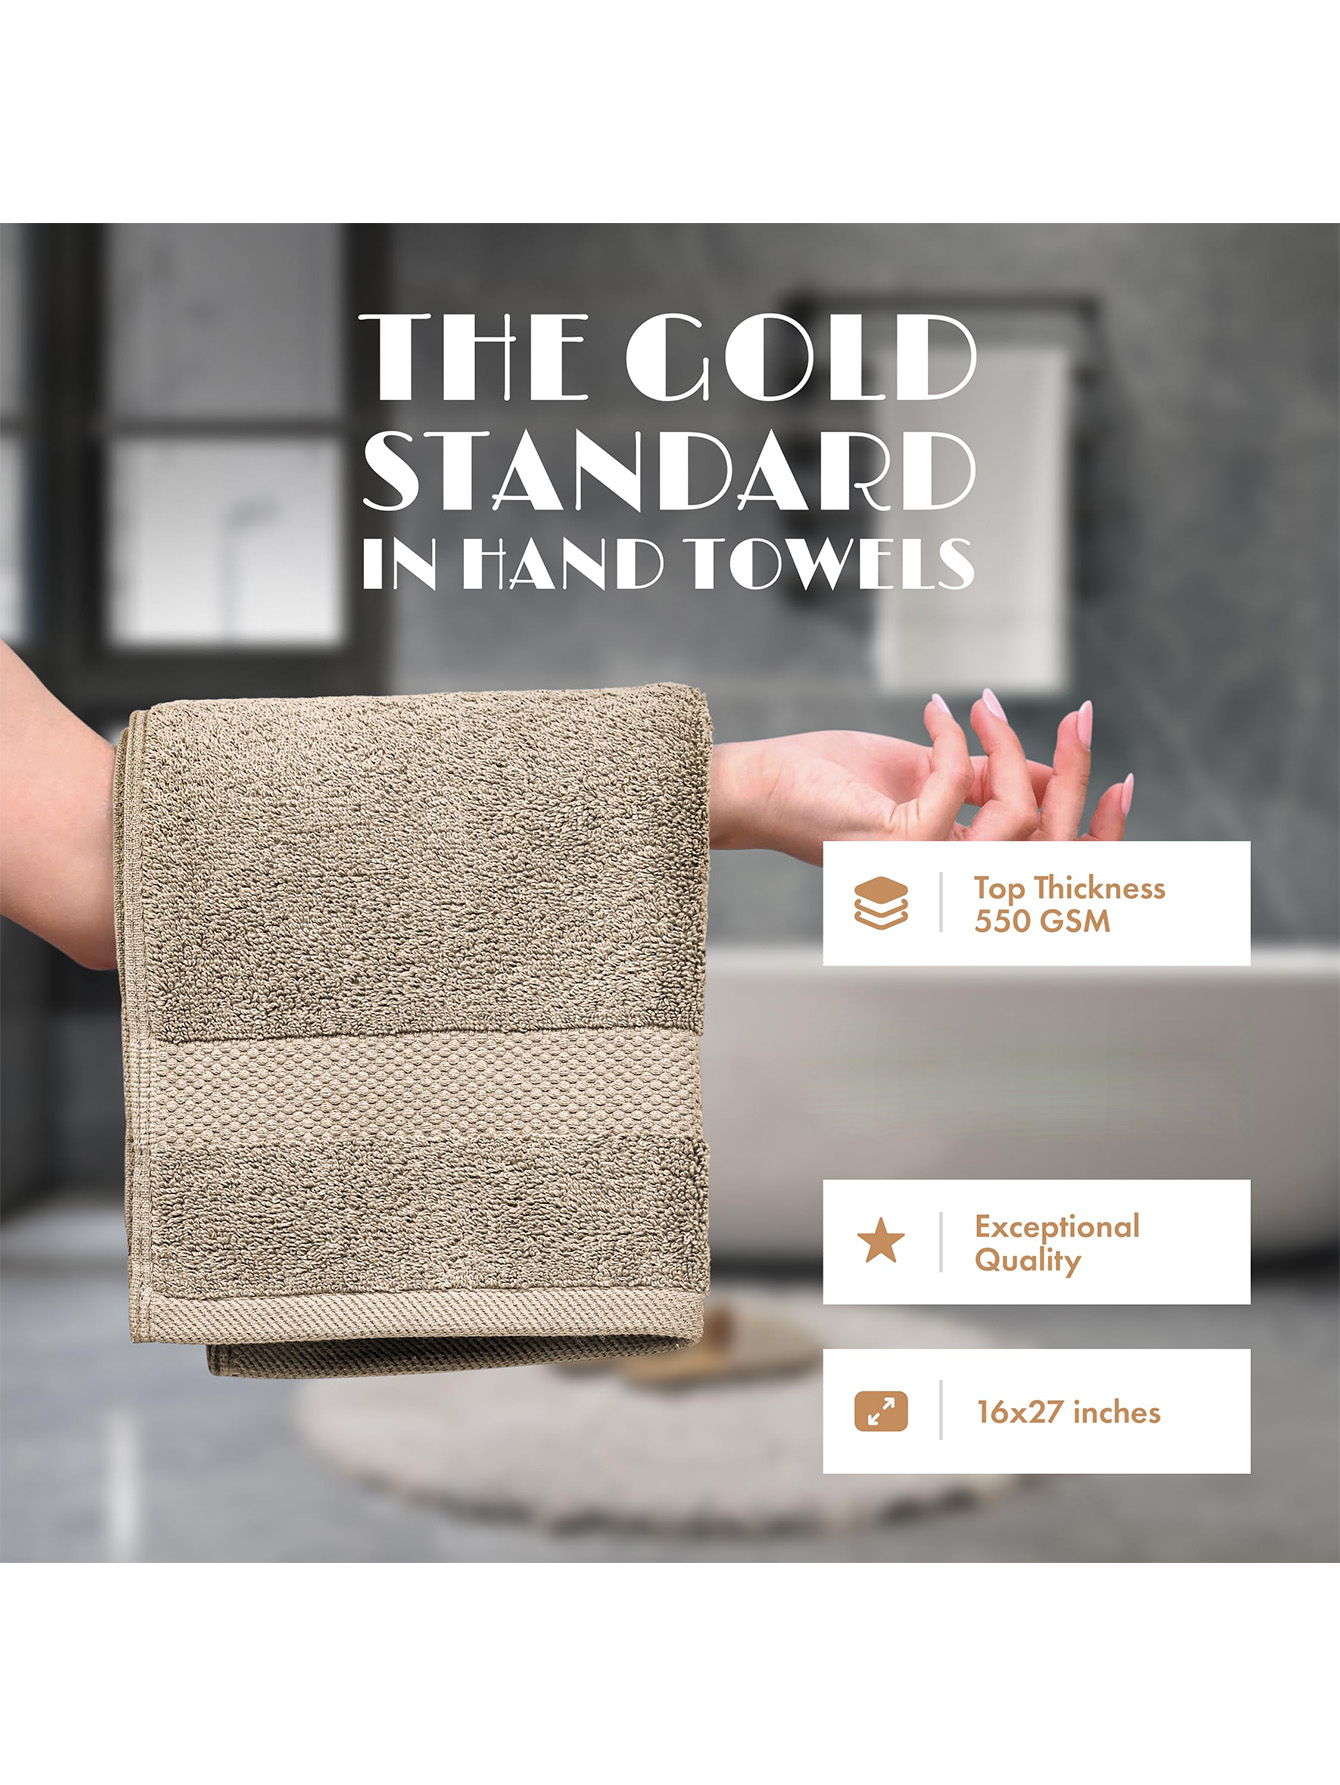 THE GOLD
STANDARD
IN HAND TOWELS
Top Thickness
550 GSM
Exceptional
Quality
16x27 inches